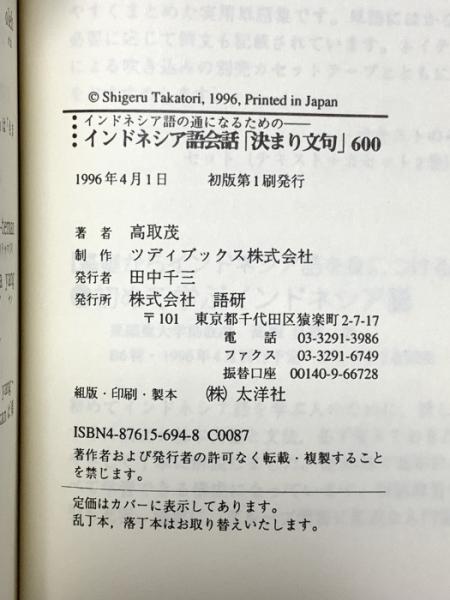 © Shigeru Takatori, 1996, Printed in Japan
インドネシア語の通になるための――
インドネシア語会話「決まり文句」600
1996年4月1日 初版第1刷発行
著者 高取茂
制作 ツディブックス株式会社
発行者 田中千三
発行所 株式会社 語研
〒101 東京都千代田区猿楽町2-7-17
電話 03-3291-3986
ファクス 03-3291-6749
振替口座 00140-9-66728
組版・印刷・製本 ㈱ 太洋社
ISBN4-87615-694-8 C0087
著作者および発行者の許可なく転載・複製すること
を禁じます。
定価はカバーに表示してあります。
乱丁本，落丁本はお取り替えいたします。